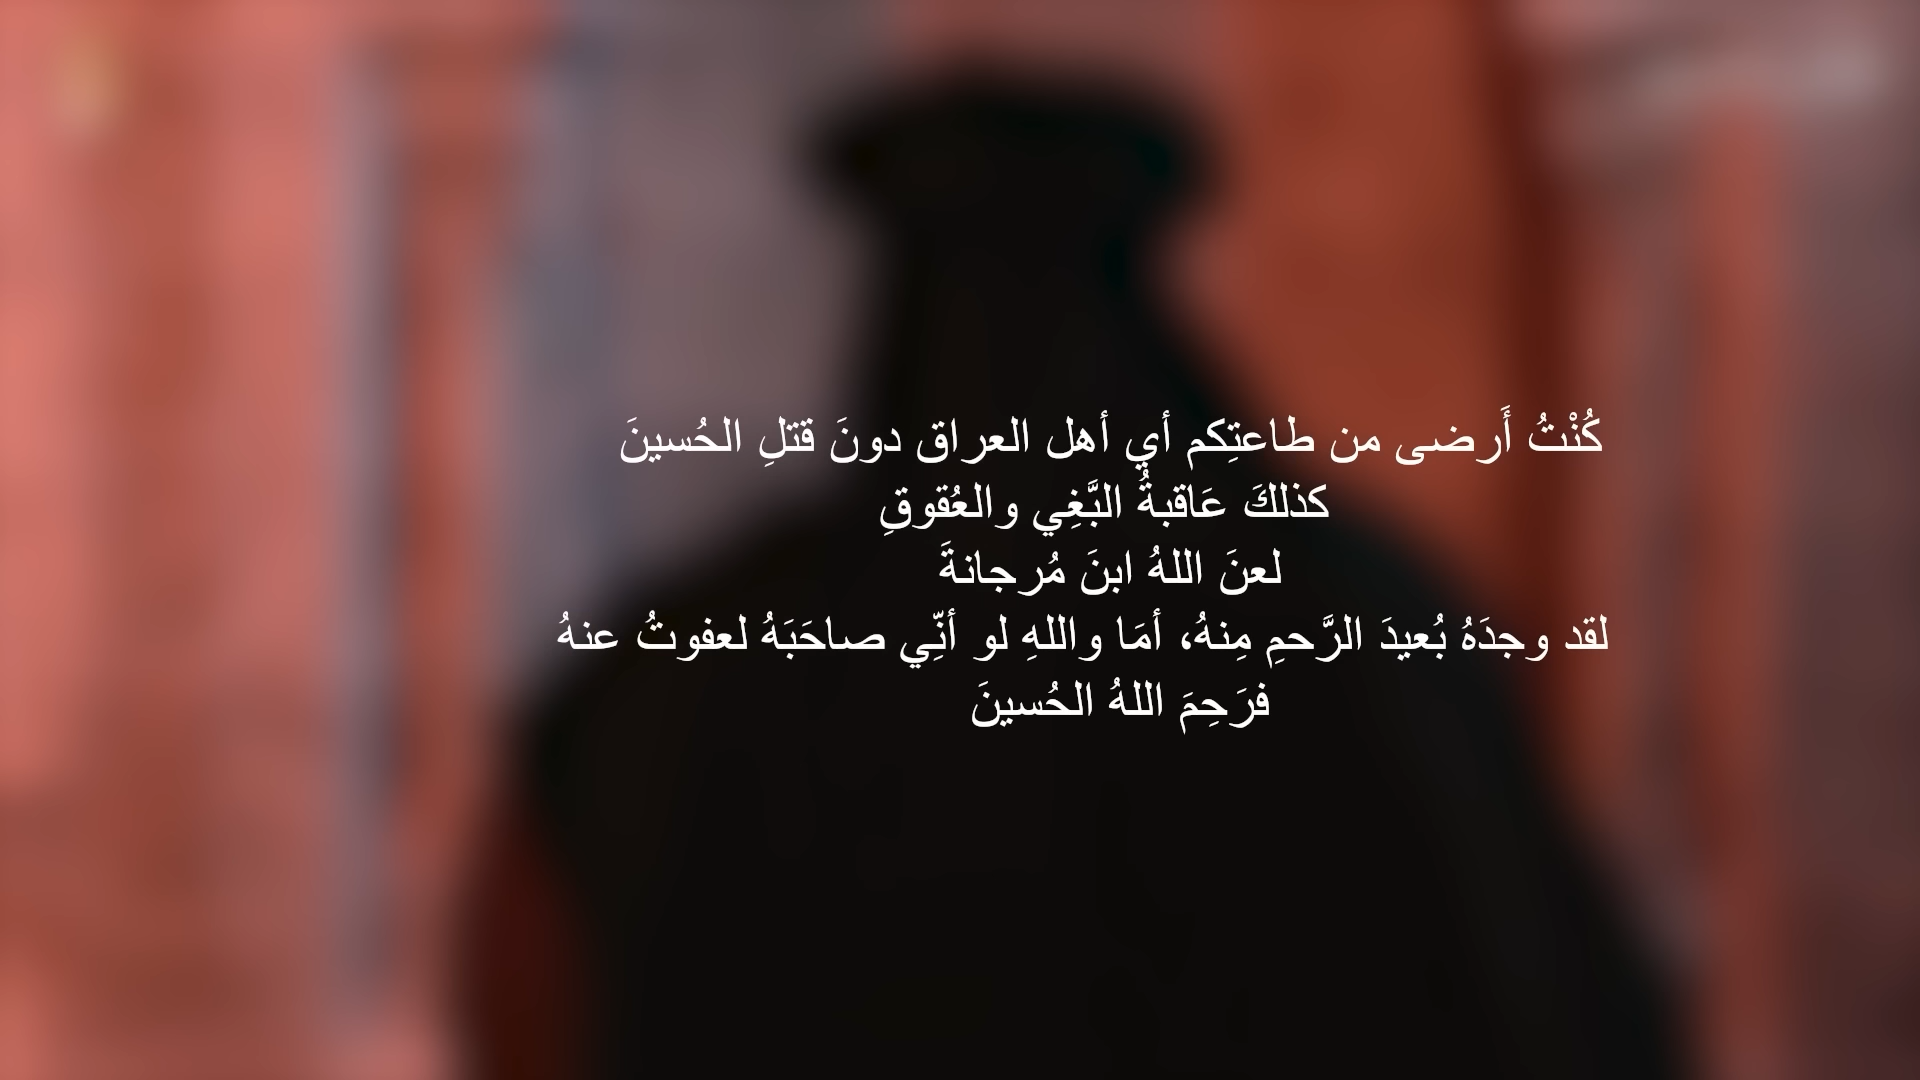 كُنْتُ أَرضى من طاعتِكم أي أهل العراق دونَ قتلِ الحُسينَ
كذلكَ عَاقبةُ البَّغِي والعُقوقِ
لعنَ اللهُ ابنَ مُرجانةَ
لقد وجدَهُ بُعيدَ الرَّحمِ مِنهُ، أمَا واللهِ لو أنِّي صاحَبَهُ لعفوتُ عنهُ
فرَحِمَ اللهُ الحُسينَ